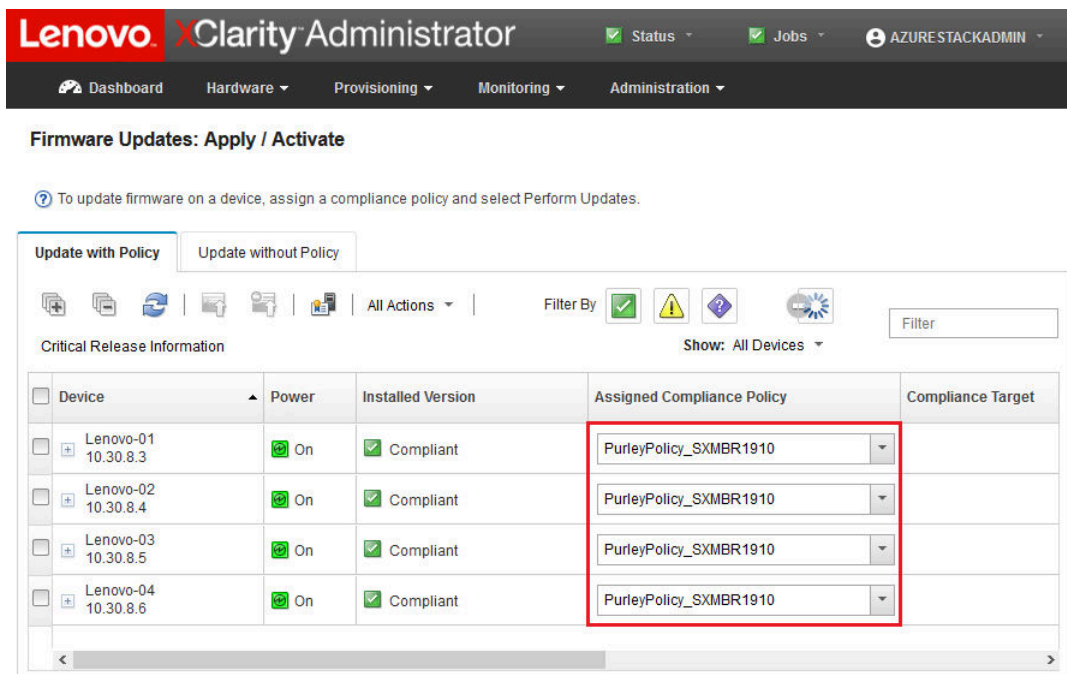 Lenovo. XClarity Administrator Status Jobs AZURESTACKADMIN
Dashboard Hardware Provisioning Monitoring Administration
Firmware Updates: Apply / Activate
? To update firmware on a device, assign a compliance policy and select Perform Updates.
Update with Policy Update without Policy
All Actions Filter By Filter
Critical Release Information Show: All Devices
Device Power Installed Version Assigned Compliance Policy Compliance Target
Lenovo-01
10.30.8.3 On Compliant PurleyPolicy_SXMBR1910
Lenovo-02
10.30.8.4 On Compliant PurleyPolicy_SXMBR1910
Lenovo-03
10.30.8.5 On Compliant PurleyPolicy_SXMBR1910
Lenovo-04
10.30.8.6 On Compliant PurleyPolicy_SXMBR1910